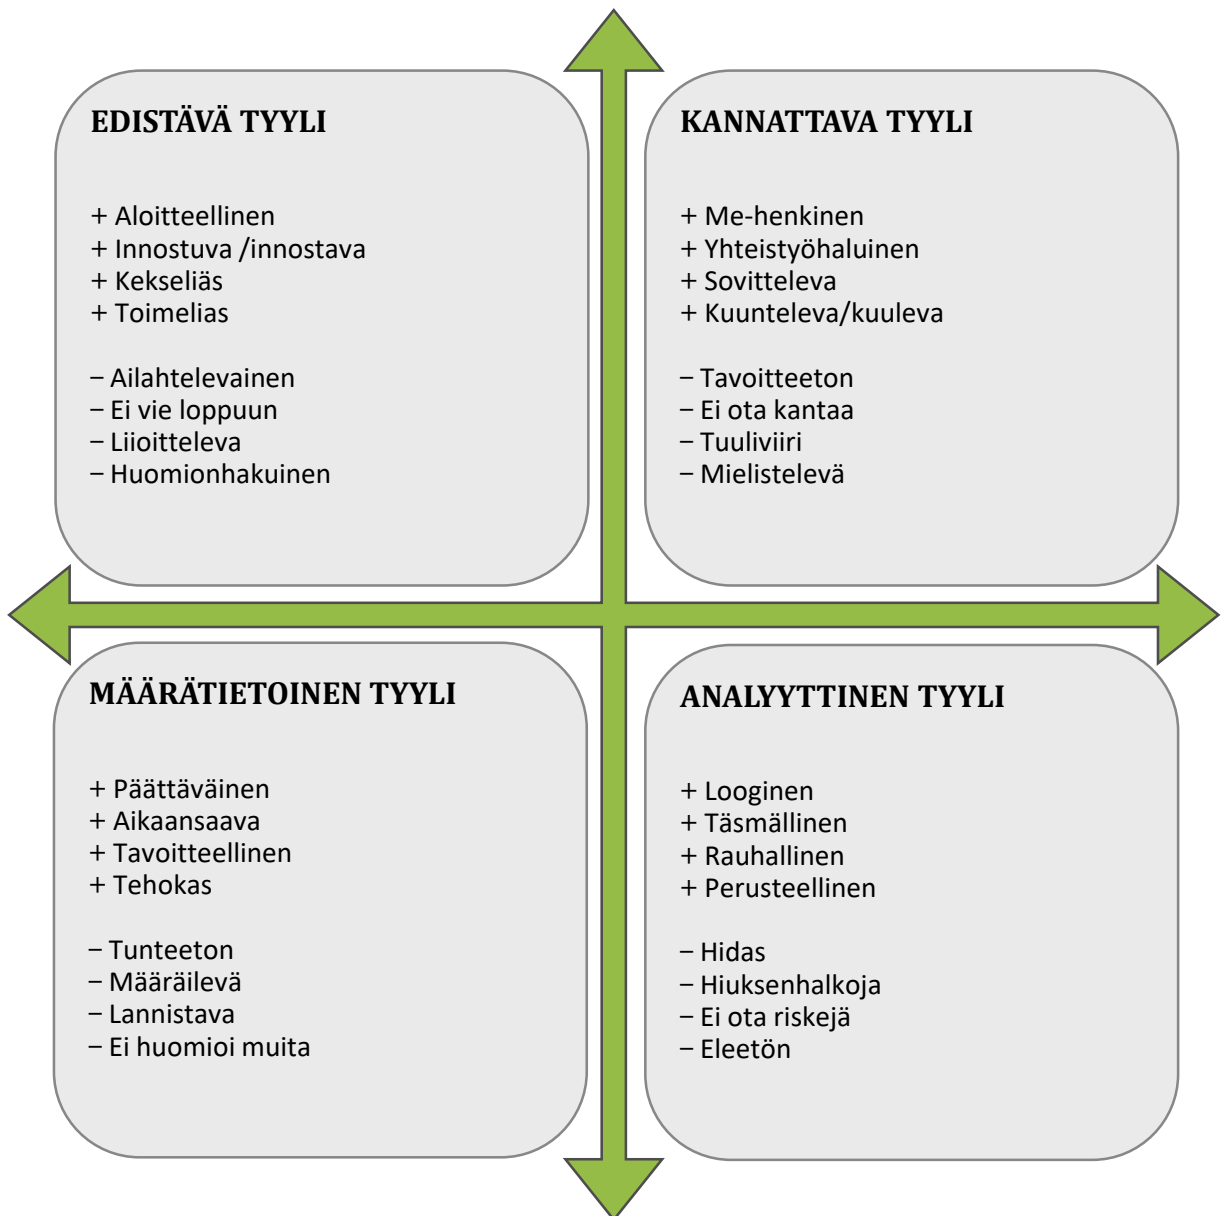 EDISTÄVÄ TYYLI
+ Aloitteellinen
+ Innostuva /innostava
+ Kekseliäs
+ Toimelias
– Ailahtelevainen
– Ei vie loppuun
– Liioitteleva
– Huomionhakuinen
KANNATTAVA TYYLI
+ Me-henkinen
+ Yhteistyöhaluinen
+ Sovitteleva
+ Kuunteleva/kuuleva
– Tavoitteeton
– Ei ota kantaa
– Tuuliviiri
– Mielistelevä
MÄÄRÄTIETOINEN TYYLI
+ Päättäväinen
+ Aikaansaava
+ Tavoitteellinen
+ Tehokas
– Tunteeton
– Määräilevä
– Lannistava
– Ei huomioi muita
ANALYYTTINEN TYYLI
+ Looginen
+ Täsmällinen
+ Rauhallinen
+ Perusteellinen
– Hidas
– Hiuksenhalkoja
– Ei ota riskejä
– Eleetön